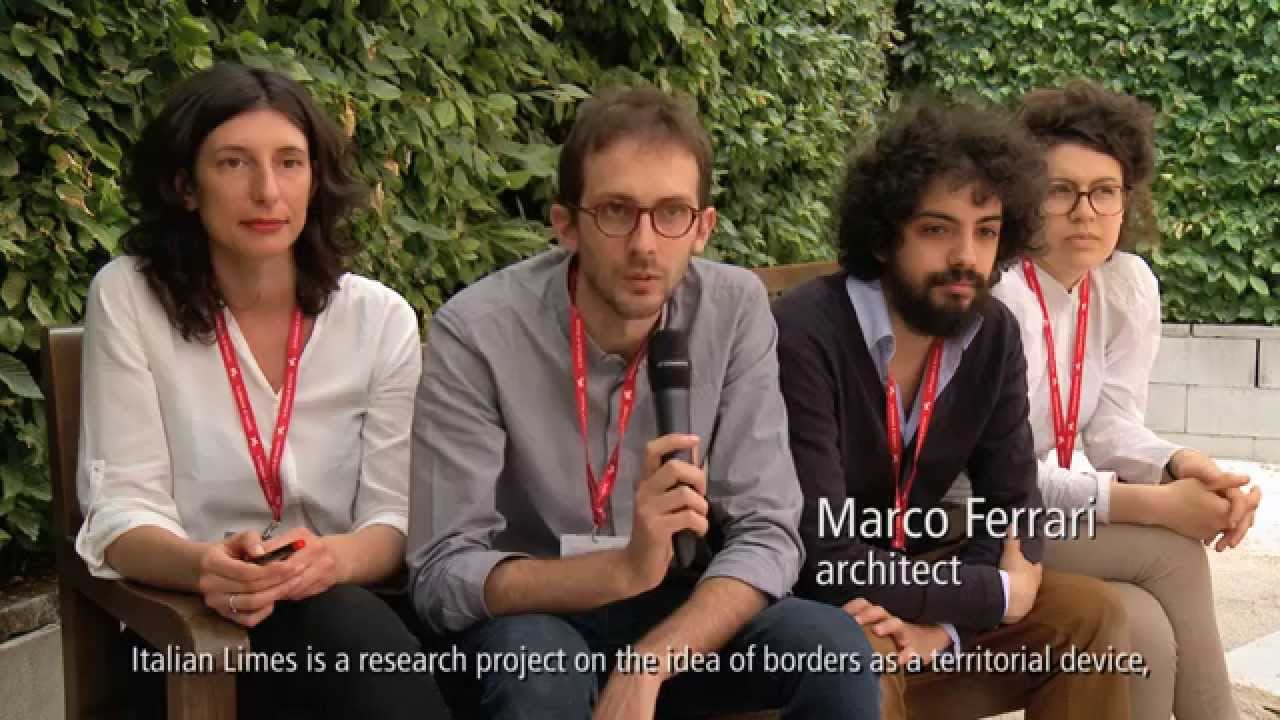 Marco Ferrari
architect
Italian Limes is a research project on the idea of borders as a territorial device,